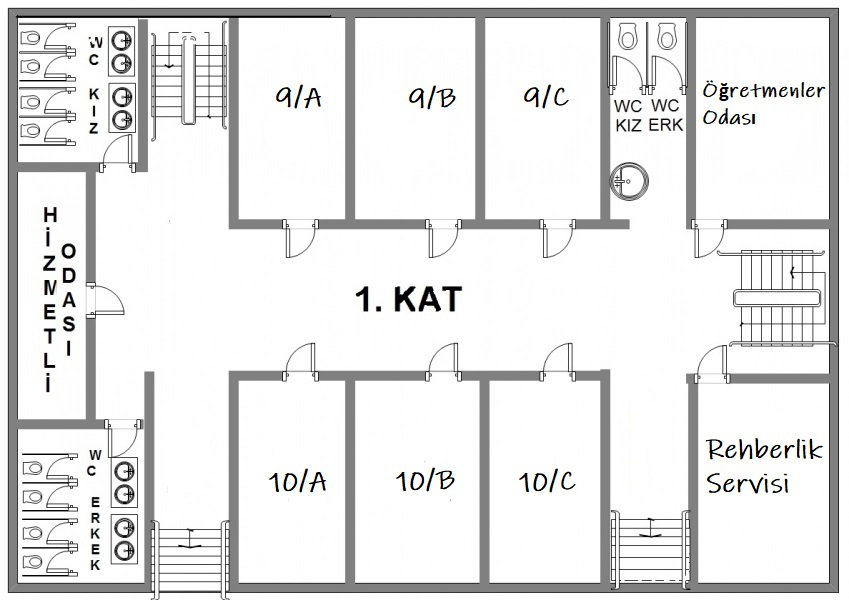 WC KIZ
9/A
9/B
9/C
WC KIZ
WC ERK
Öğretmenler
Odası
HİZMETLİ
ODASI
1. KAT
WC ERKEK
10/A
10/B
10/C
Rehberlik
Servisi